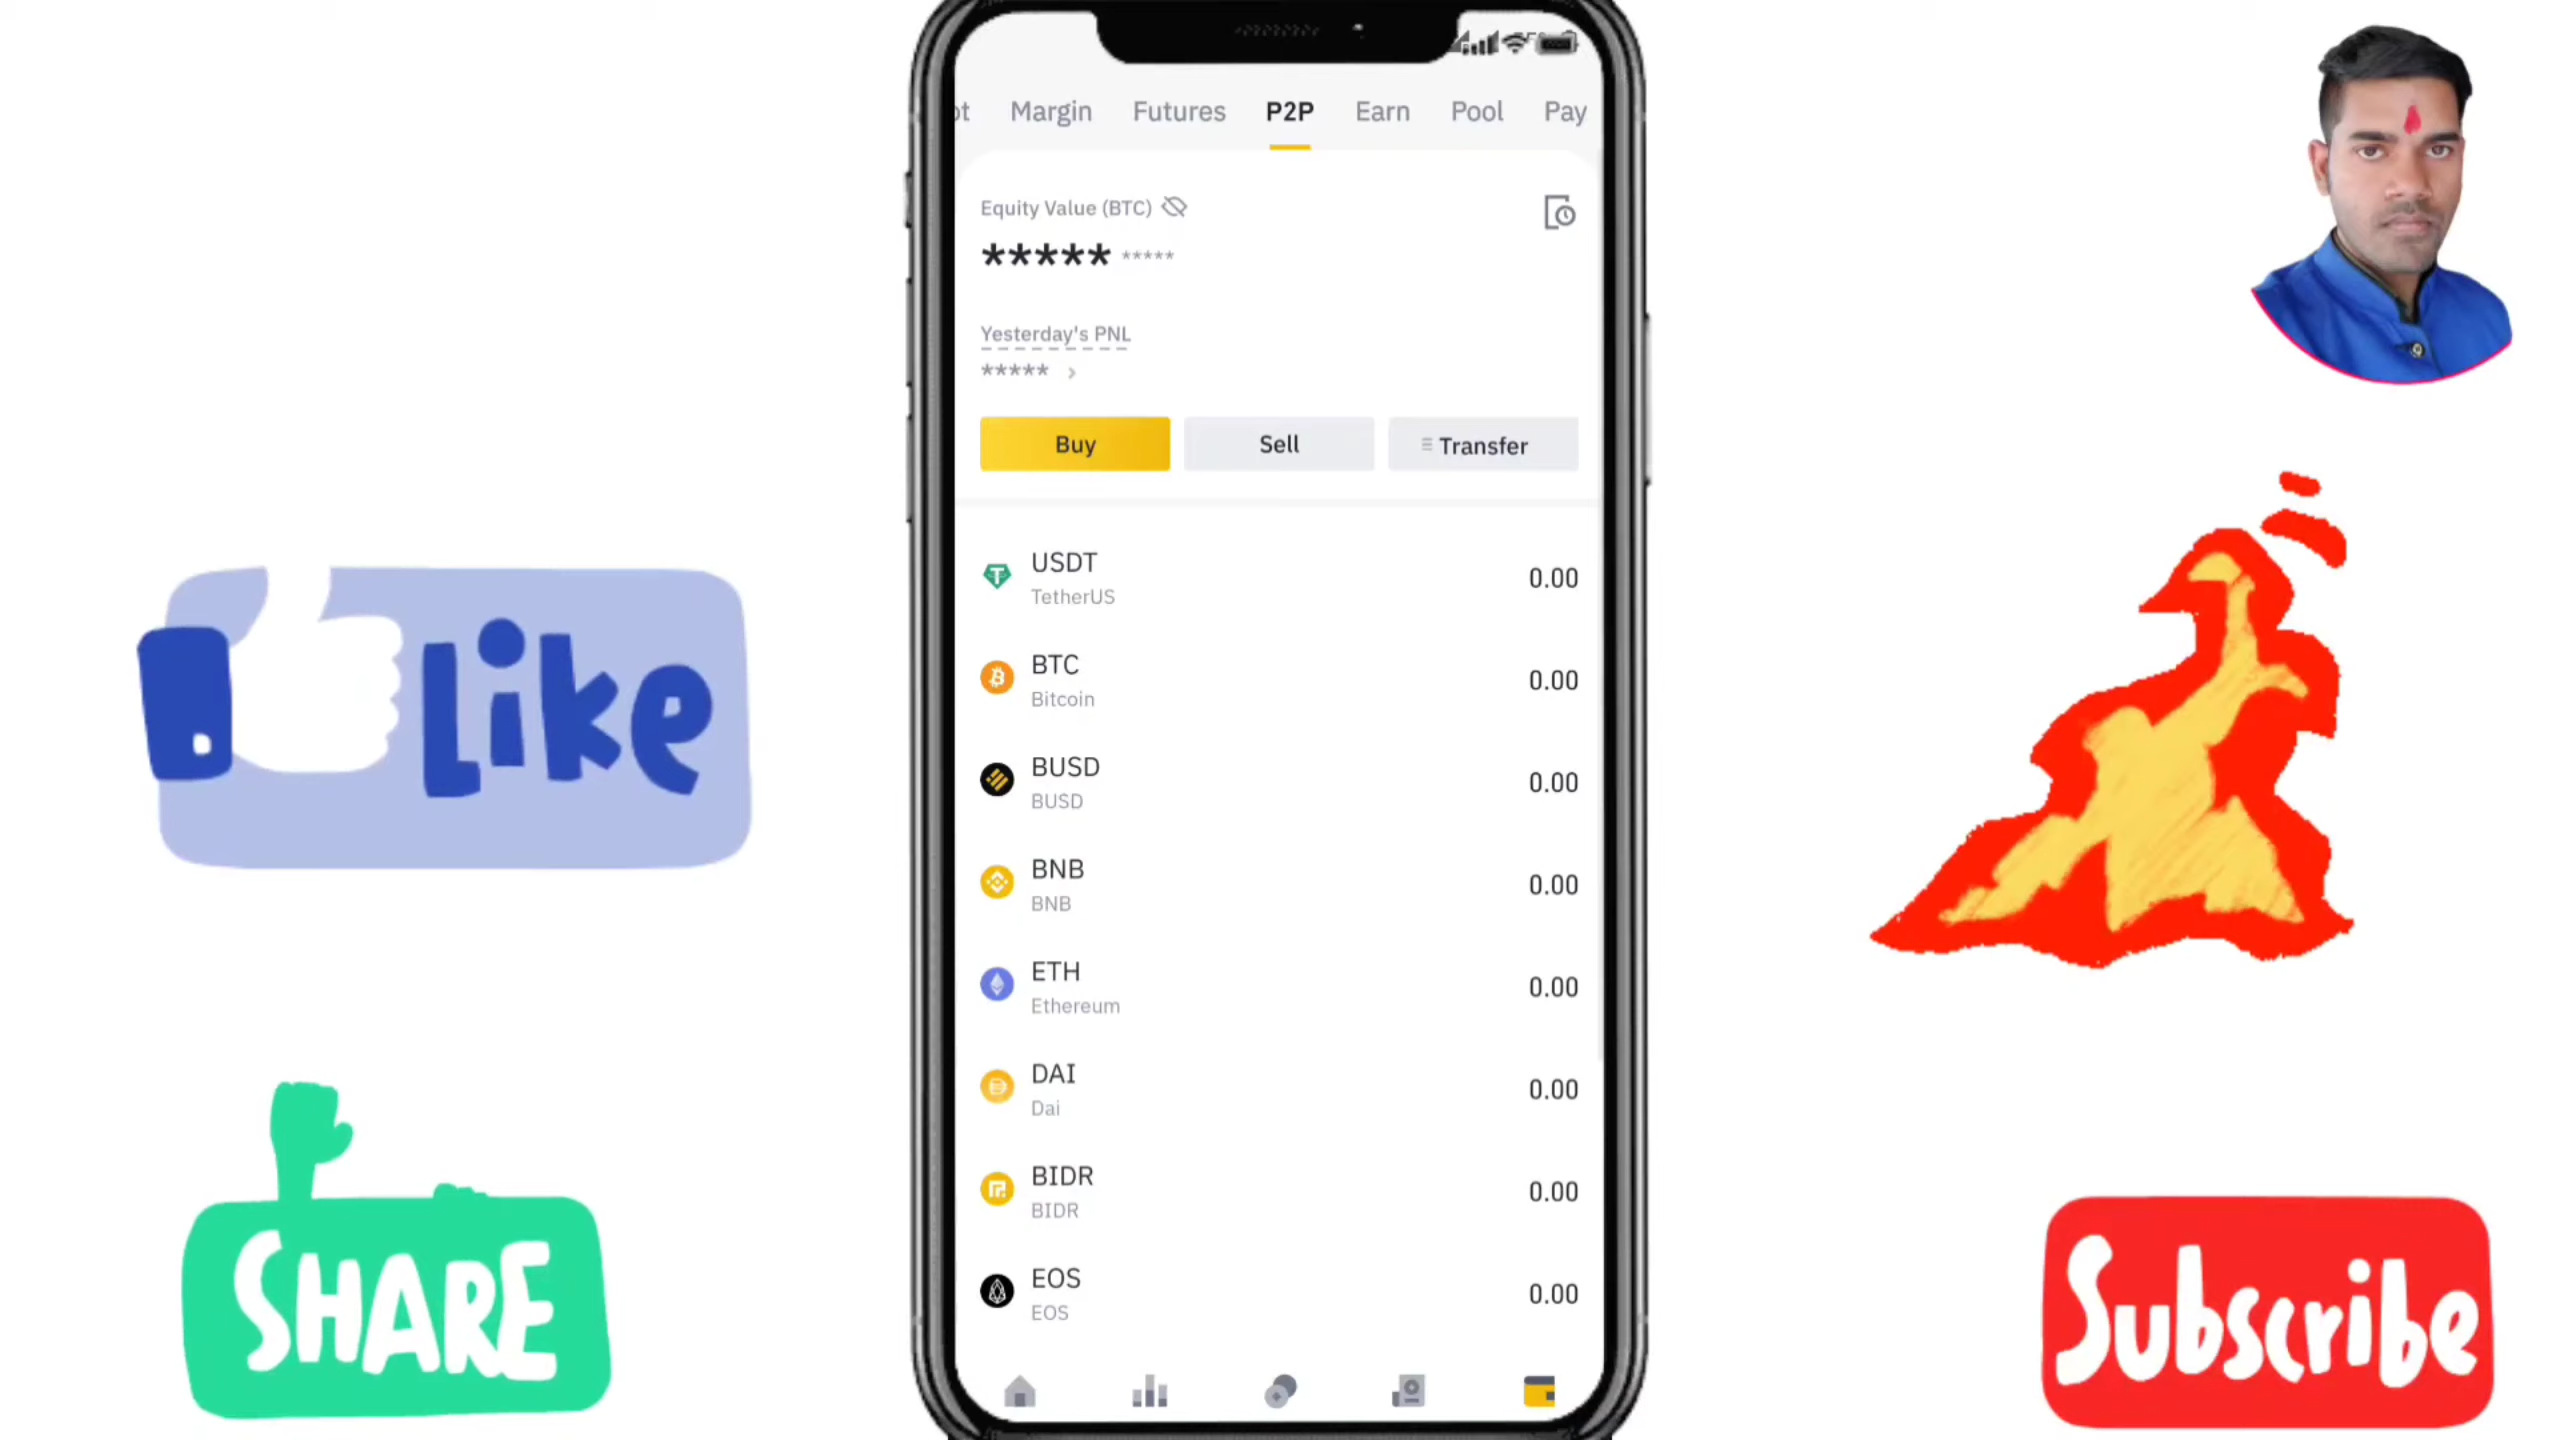 Margin Futures P2P Earn Pool Pay
Equity Value (BTC)
***** *****
Yesterday's PNL
***** >
Buy Sell Transfer
USDT 0.00
TetherUS
BTC 0.00
Bitcoin
BUSD 0.00
BUSD
BNB 0.00
BNB
ETH 0.00
Ethereum
DAI 0.00
Dai
BIDR 0.00
BIDR
EOS 0.00
EOS
Like
SHARE
Subscribe